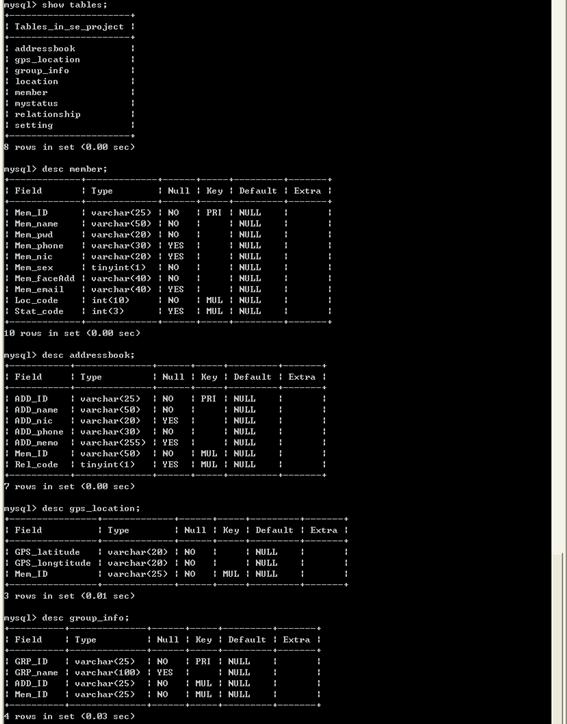 mysql> show tables;
+----------------------+
| Tables_in_se_project |
+----------------------+
| addressbook          |
| gps_location         |
| group_info           |
| location             |
| member               |
| mystatus             |
| relationship         |
| setting              |
+----------------------+
8 rows in set (0.00 sec)
mysql> desc member;
+-------------+-------------+------+-----+---------+-------+
| Field       | Type        | Null | Key | Default | Extra |
+-------------+-------------+------+-----+---------+-------+
| Mem_ID      | varchar(25) | NO   | PRI | NULL    |       |
| Mem_name    | varchar(50) | NO   |     | NULL    |       |
| Mem_pwd     | varchar(20) | NO   |     | NULL    |       |
| Mem_phone   | varchar(30) | YES  |     | NULL    |       |
| Mem_nic     | varchar(20) | YES  |     | NULL    |       |
| Mem_sex     | tinyint(1)  | NO   |     | NULL    |       |
| Mem_faceAdd | varchar(40) | NO   |     | NULL    |       |
| Mem_email   | varchar(40) | YES  |     | NULL    |       |
| Loc_code    | int(10)     | NO   | MUL | NULL    |       |
| Stat_code   | int(3)      | YES  | MUL | NULL    |       |
+-------------+-------------+------+-----+---------+-------+
10 rows in set (0.00 sec)
mysql> desc addressbook;
+-----------+--------------+------+-----+---------+-------+
| Field     | Type         | Null | Key | Default | Extra |
+-----------+--------------+------+-----+---------+-------+
| ADD_ID    | varchar(25)  | NO   | PRI | NULL    |       |
| ADD_name  | varchar(50)  | NO   |     | NULL    |       |
| ADD_nic   | varchar(20)  | YES  |     | NULL    |       |
| ADD_phone | varchar(30)  | NO   |     | NULL    |       |
| ADD_memo  | varchar(255) | YES  |     | NULL    |       |
| Mem_ID    | varchar(50)  | NO   | MUL | NULL    |       |
| Rel_code  | tinyint(1)   | YES  | MUL | NULL    |       |
+-----------+--------------+------+-----+---------+-------+
7 rows in set (0.00 sec)
mysql> desc gps_location;
+----------------+-------------+------+-----+---------+-------+
| Field          | Type        | Null | Key | Default | Extra |
+----------------+-------------+------+-----+---------+-------+
| GPS_latitude   | varchar(20) | NO   |     | NULL    |       |
| GPS_longtitude | varchar(20) | NO   |     | NULL    |       |
| Mem_ID         | varchar(25) | NO   | MUL | NULL    |       |
+----------------+-------------+------+-----+---------+-------+
3 rows in set (0.01 sec)
mysql> desc group_info;
+----------+--------------+------+-----+---------+-------+
| Field    | Type         | Null | Key | Default | Extra |
+----------+--------------+------+-----+---------+-------+
| GRP_ID   | varchar(25)  | NO   | PRI | NULL    |       |
| GRP_name | varchar(100) | YES  |     | NULL    |       |
| ADD_ID   | varchar(25)  | NO   | MUL | NULL    |       |
| Mem_ID   | varchar(25)  | NO   | MUL | NULL    |       |
+----------+--------------+------+-----+---------+-------+
4 rows in set (0.03 sec)